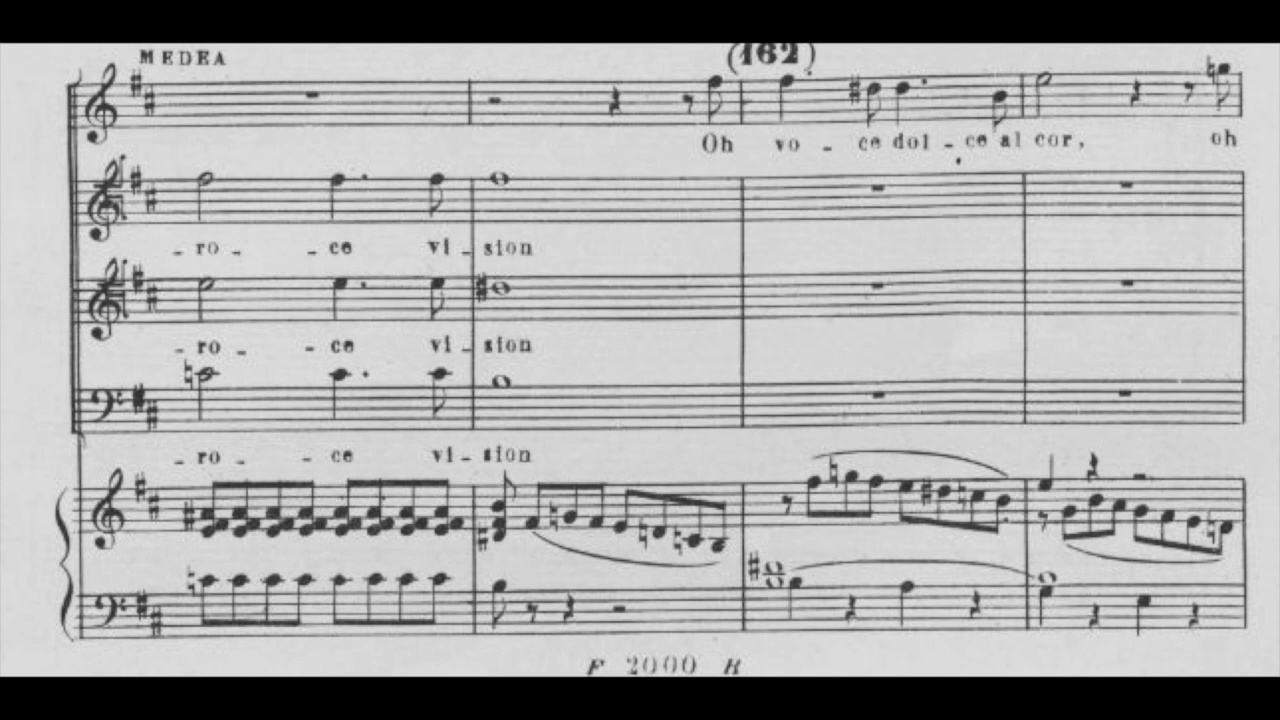 MEDEA
(162)
Oh vo - ce dol - ce al cor, oh
- ro - - ce vi - sion
- ro - - ce vi - sion
- ro - - ce vi - sion
F 2000 R